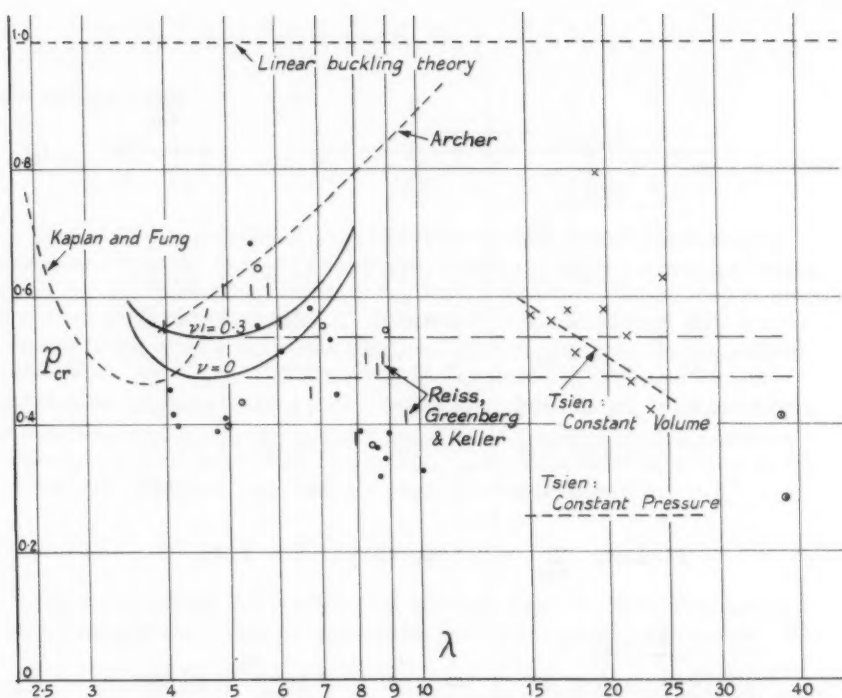 1.0
Linear buckling theory
Archer
0.8
Kaplan and Fung
0.6
ν = 0.3
Pcr
ν = 0
0.4
Reiss,
Greenberg
& Keller
Tsien:
Constant Volume
Tsien:
Constant Pressure
0.2
λ
0
2.5 3 4 5 6 7 8 9 10 15 20 25 30 40